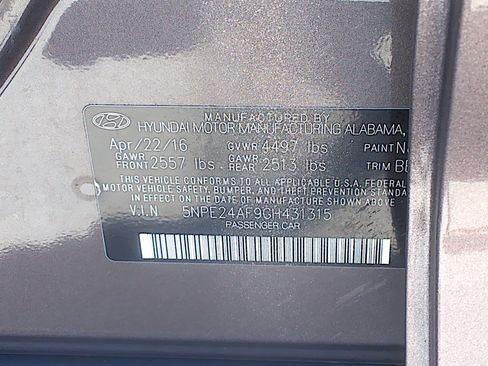 MANUFACTURED BY
HYUNDAI MOTOR MANUFACTURING ALABAMA,
Apr/22/16 GVWR 4497 lbs PAINT N
GAWR FRONT 2557 lbs GAWR REAR 2513 lbs TRIM BE
THIS VEHICLE CONFORMS TO ALL APPLICABLE U.S.A. FEDERAL
MOTOR VEHICLE SAFETY, BUMPER, AND THEFT PREVENTION STANDA
IN EFFECT ON THE DATE OF MANUFACTURE SHOWN ABOVE.
V.I.N 5NPE24AF9GH431315
PASSENGER CAR